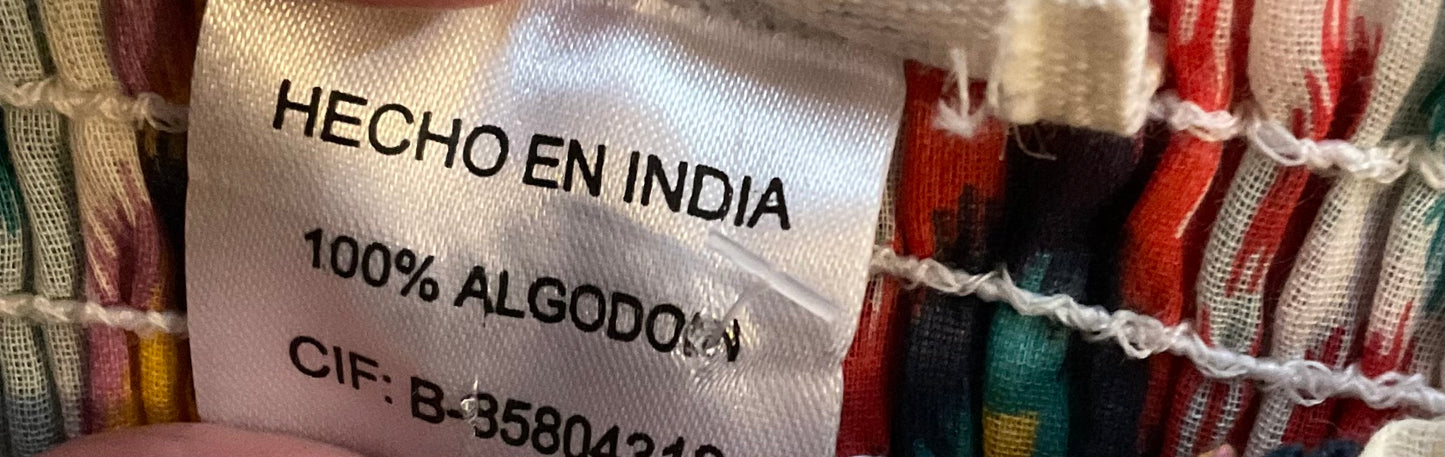 HECHO EN INDIA
100% ALGODON
CIF: